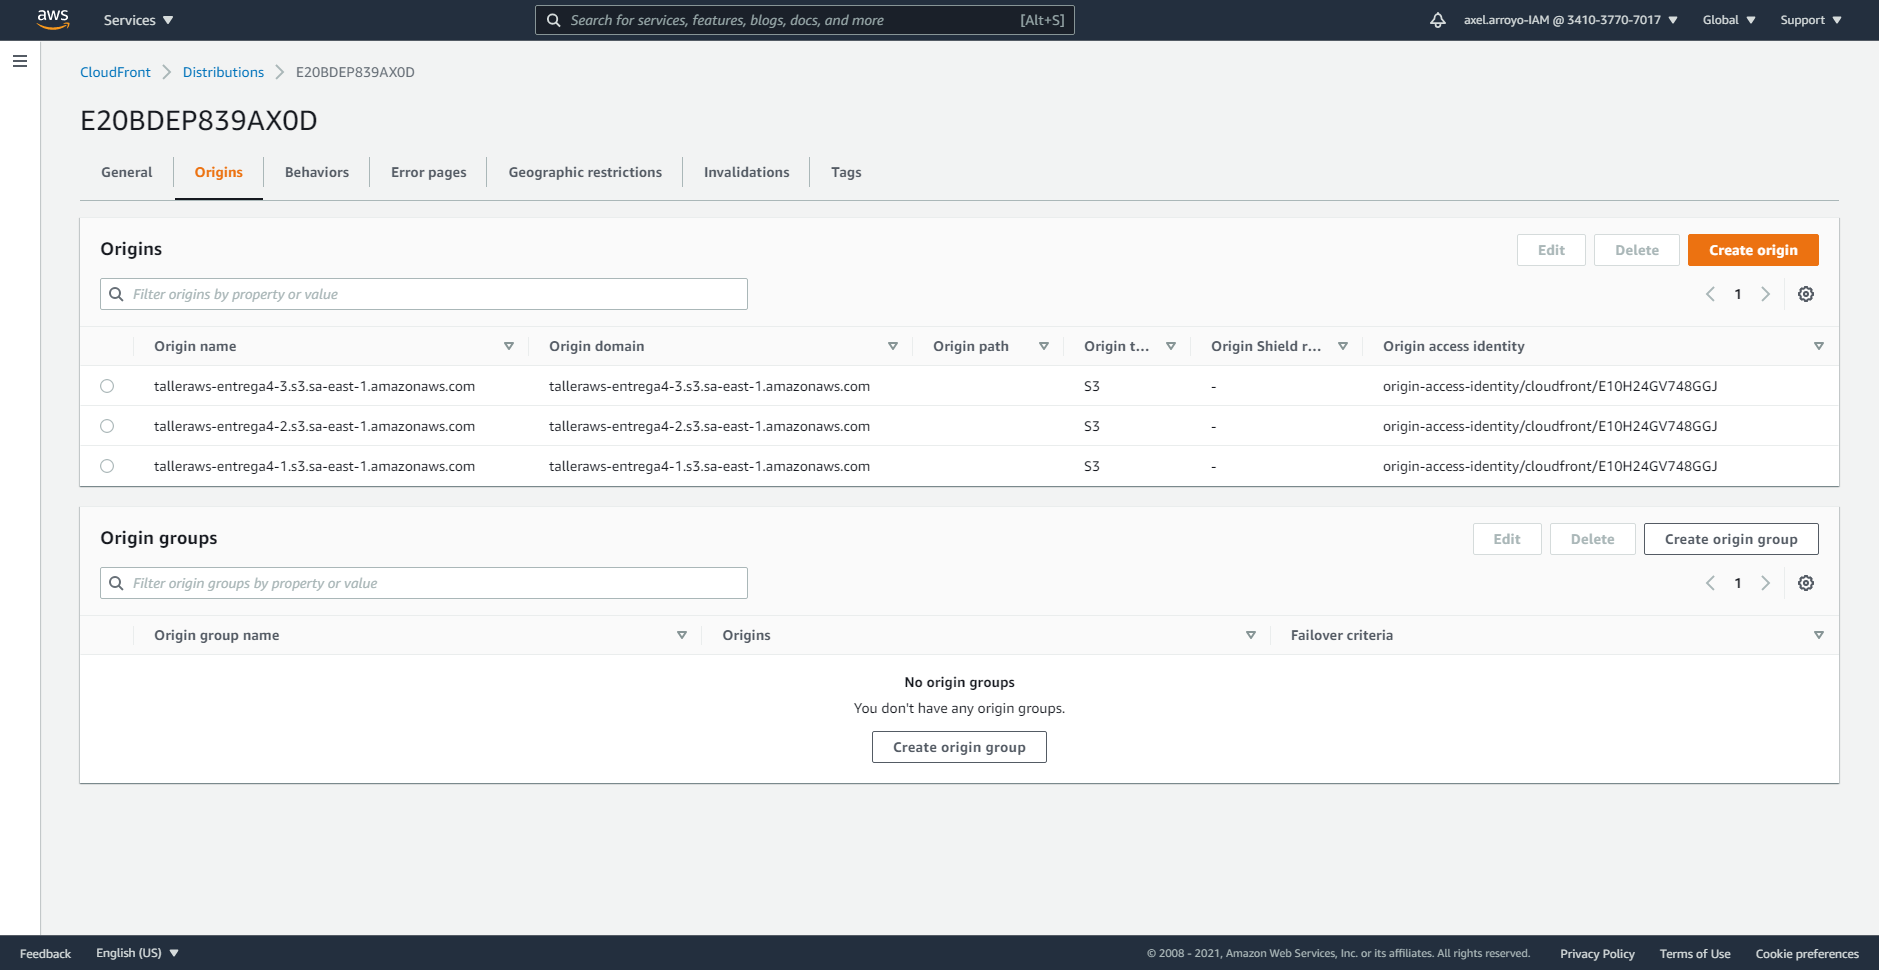 aws Services Search for services, features, blogs, docs, and more [Alt+S] axel.arroyo-IAM @ 3410-3770-7017 Global Support
CloudFront Distributions E20BDEP839AX0D
E20BDEP839AX0D
General Origins Behaviors Error pages Geographic restrictions Invalidations Tags
Origins Edit Delete Create origin
Filter origins by property or value 1
Origin name Origin domain Origin path Origin t... Origin Shield r... Origin access identity
talleraws-entrega4-3.s3.sa-east-1.amazonaws.com talleraws-entrega4-3.s3.sa-east-1.amazonaws.com S3 - origin-access-identity/cloudfront/E10H24GV748GGJ
talleraws-entrega4-2.s3.sa-east-1.amazonaws.com talleraws-entrega4-2.s3.sa-east-1.amazonaws.com S3 - origin-access-identity/cloudfront/E10H24GV748GGJ
talleraws-entrega4-1.s3.sa-east-1.amazonaws.com talleraws-entrega4-1.s3.sa-east-1.amazonaws.com S3 - origin-access-identity/cloudfront/E10H24GV748GGJ
Origin groups Edit Delete Create origin group
Filter origin groups by property or value 1
Origin group name Origins Failover criteria
No origin groups
You don't have any origin groups.
Create origin group
Feedback English (US) © 2008 - 2021, Amazon Web Services, Inc. or its affiliates. All rights reserved. Privacy Policy Terms of Use Cookie preferences